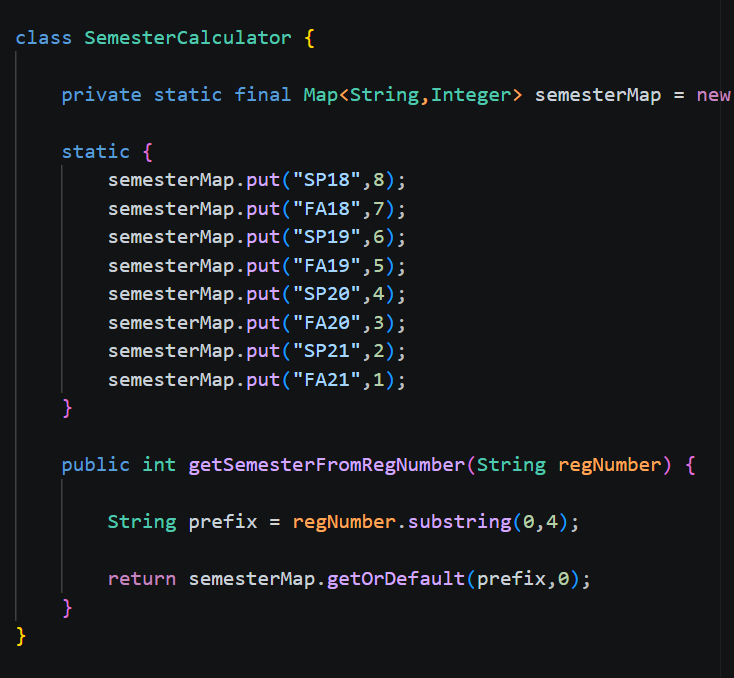 class SemesterCalculator {
private static final Map<String,Integer> semesterMap = new
static {
semesterMap.put("SP18",8);
semesterMap.put("FA18",7);
semesterMap.put("SP19",6);
semesterMap.put("FA19",5);
semesterMap.put("SP20",4);
semesterMap.put("FA20",3);
semesterMap.put("SP21",2);
semesterMap.put("FA21",1);
}
public int getSemesterFromRegNumber(String regNumber) {
String prefix = regNumber.substring(0,4);
return semesterMap.getOrDefault(prefix,0);
}
}